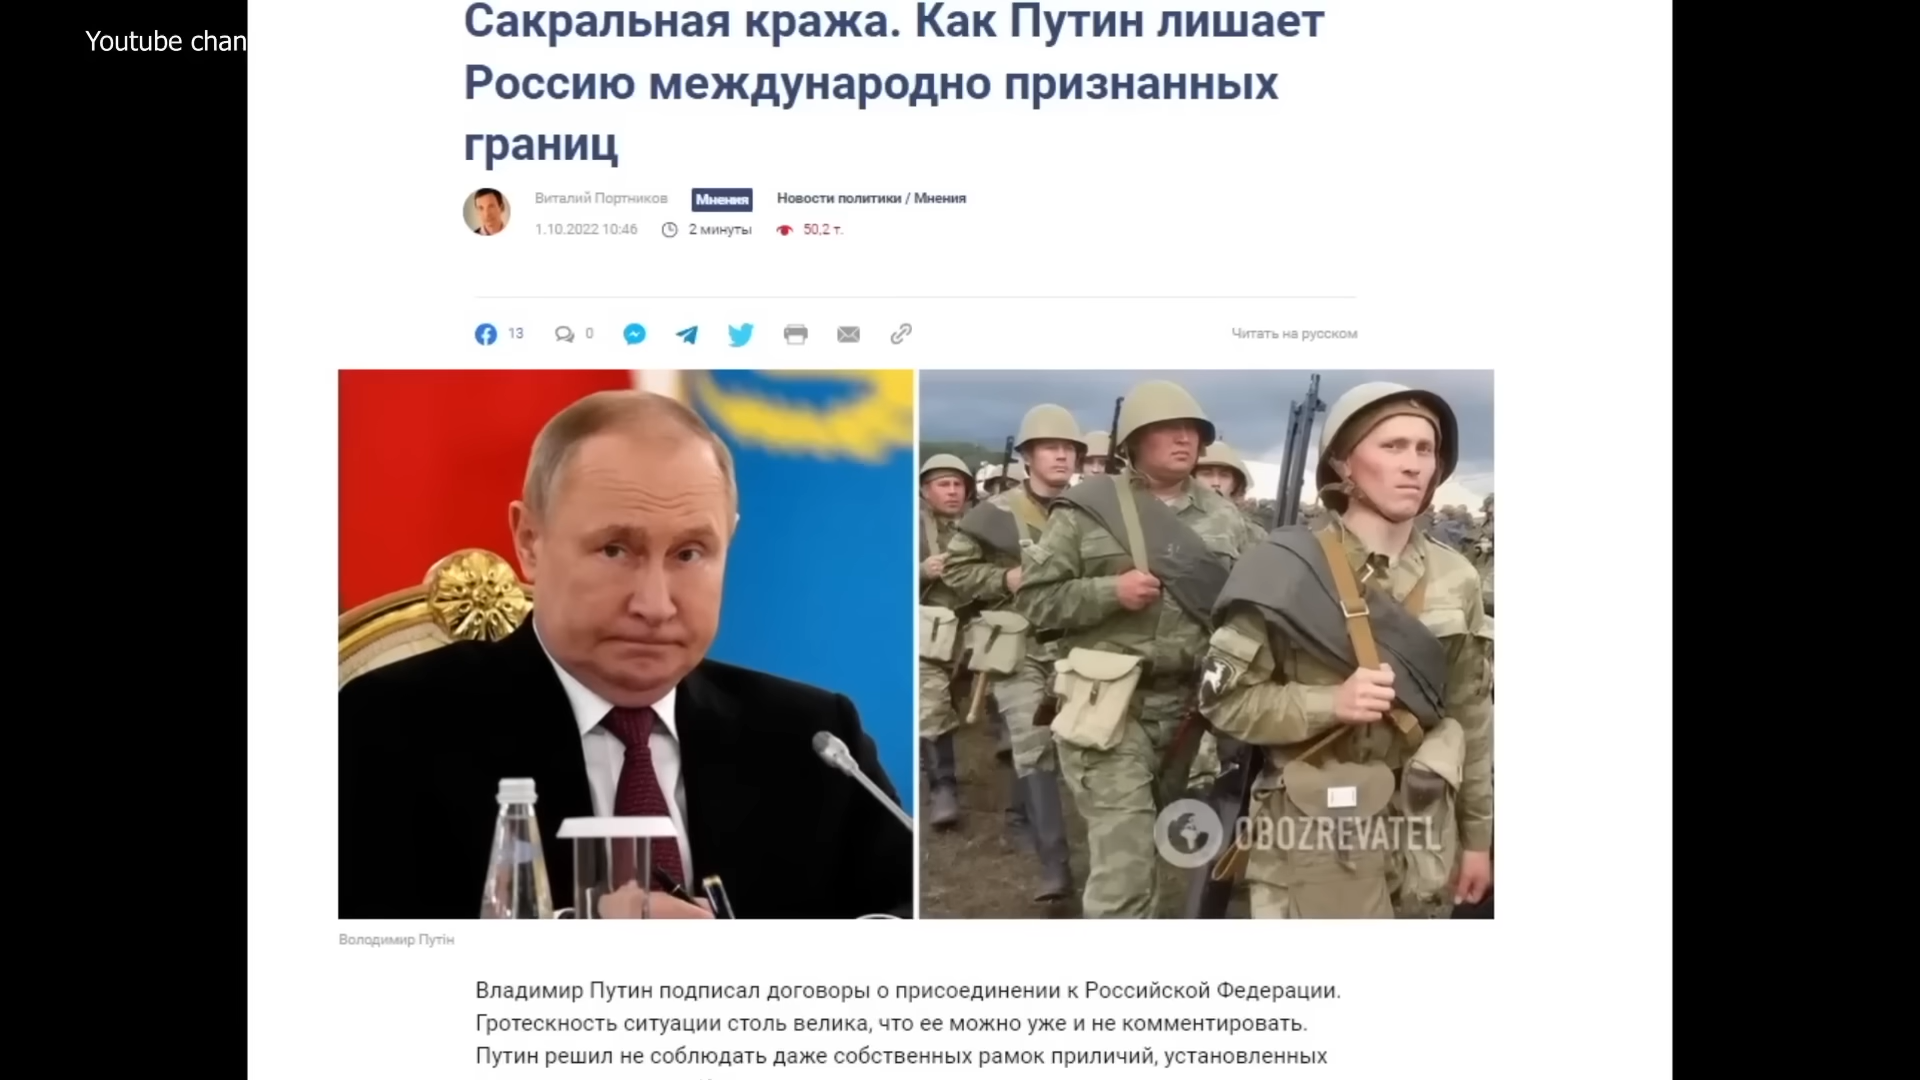 Youtube chan
Сакральная кража. Как Путин лишает
Россию международно признанных
границ
Виталий Портников Мнения Новости политики / Мнения
1.10.2022 10:46 2 минуты 50,2 т.
13 0 Читать на русском
OBOZREVATEL
Володимир Путін
Владимир Путин подписал договоры о присоединении к Российской Федерации.
Гротескность ситуации столь велика, что ее можно уже и не комментировать.
Путин решил не соблюдать даже собственных рамок приличий, установленных